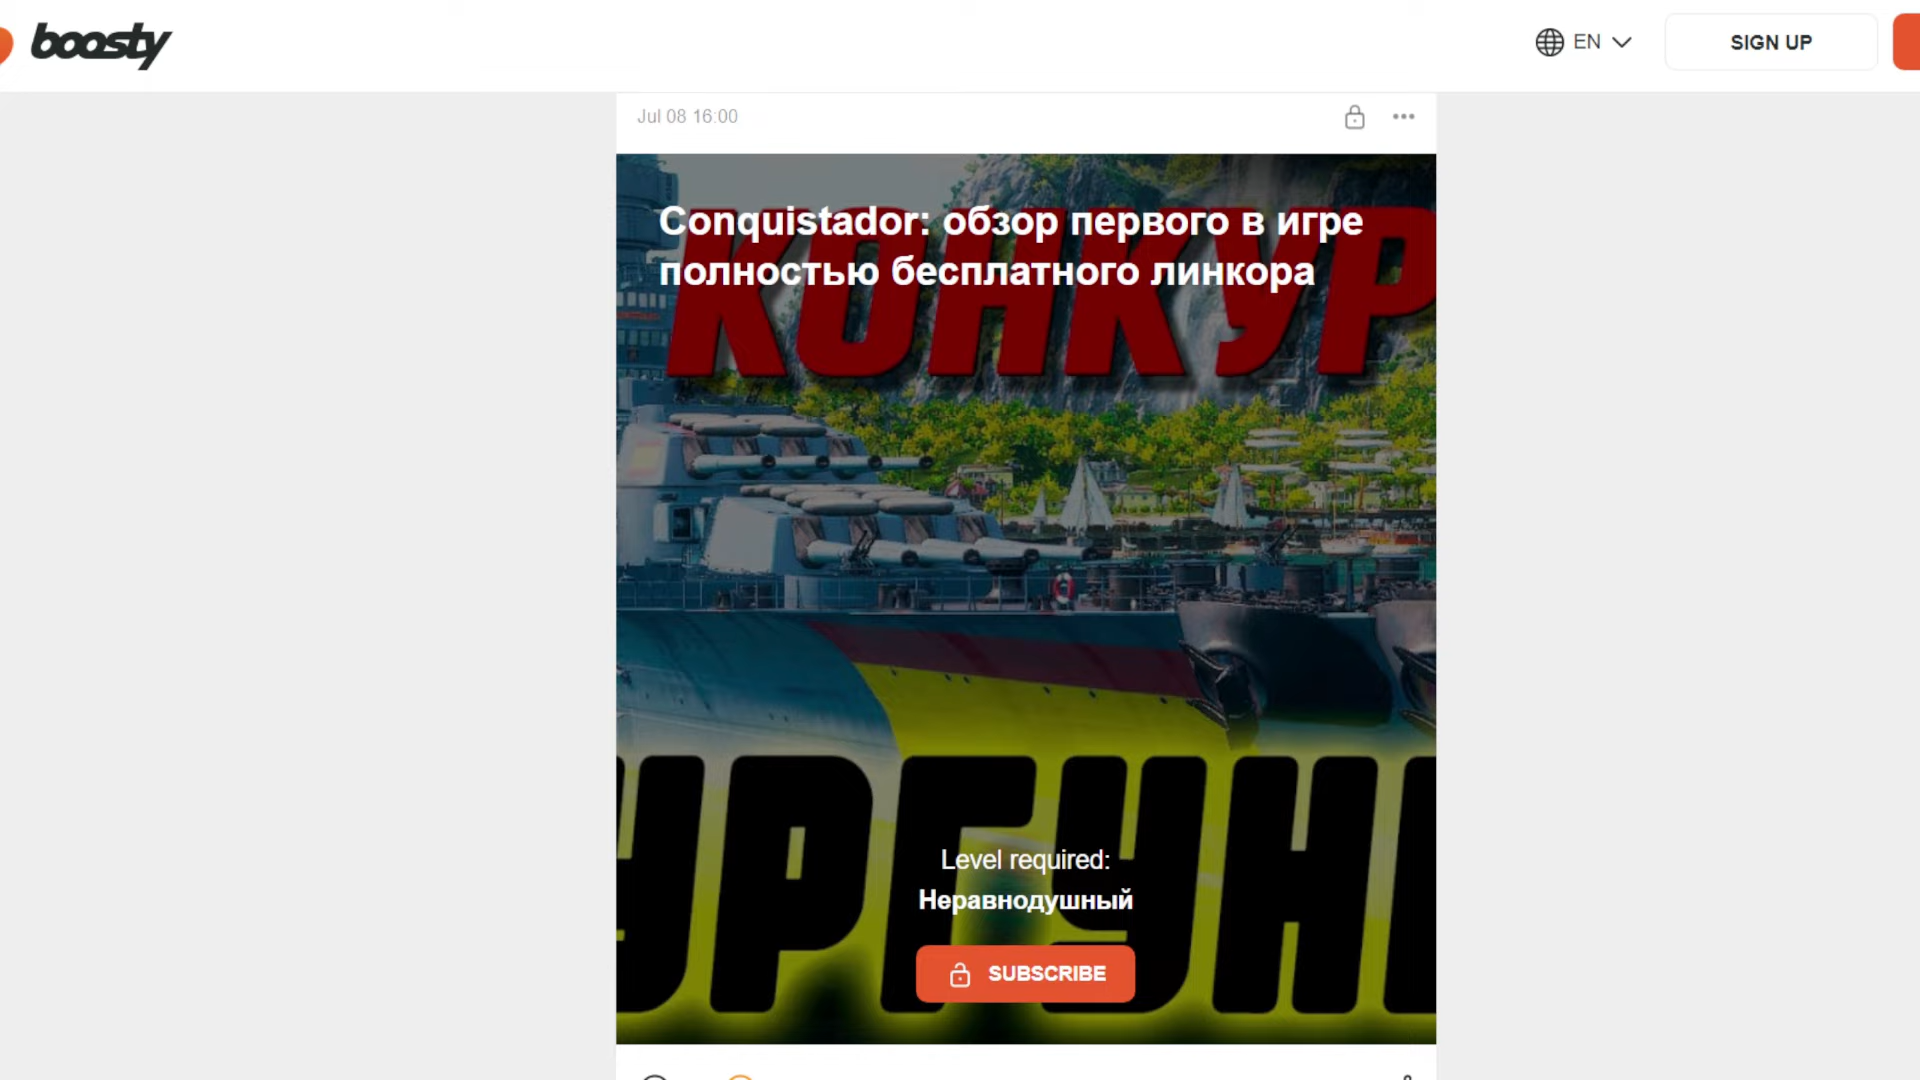 boosty
EN
SIGN UP
Jul 08 16:00
Conquistador: обзор первого в игре
полностью бесплатного линкора
КОНКУР
УРГУН
Level required:
Неравнодушный
SUBSCRIBE